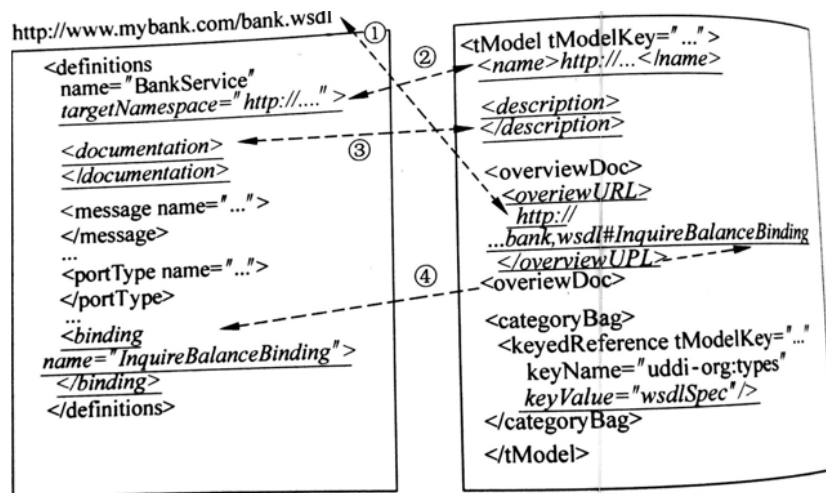 http://www.mybank.com/bank.wsdl
①
<definitions
name="BankService"
targetNamespace="http://....">
②
<documentation>
③
</documentation>
<message name="...">
</message>
...
<portType name="...">
④
</portType>
...
<binding
name="InquireBalanceBinding">
</binding>
</definitions>
<tModel tModelKey="...">
<name>http://...</name>
<description>
</description>
<overviewDoc>
<overiewURL>
http://
...bank,wsdl#InquireBalanceBinding
</overviewUPL>
<overiewDoc>
<categoryBag>
<keyedReference tModelKey="..."
keyName="uddi-org:types"
keyValue="wsdlSpec"/>
</categoryBag>
</tModel>